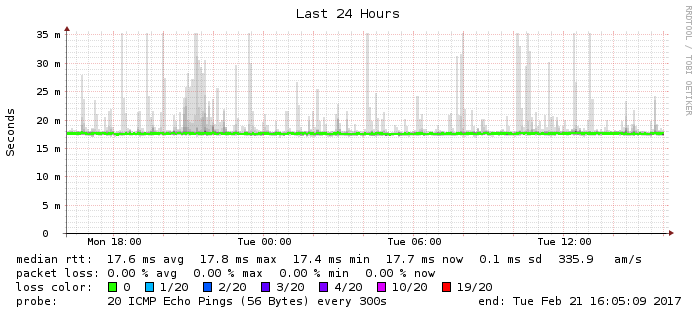 Last 24 Hours
RRDTOOL / TOBI OETIKER
Seconds
35 m
30 m
25 m
20 m
15 m
10 m
5 m
0
Mon 18:00 Tue 00:00 Tue 06:00 Tue 12:00
median rtt: 17.6 ms avg 17.8 ms max 17.4 ms min 17.7 ms now 0.1 ms sd 335.9 am/s
packet loss: 0.00 % avg 0.00 % max 0.00 % min 0.00 % now
loss color: 0 1/20 2/20 3/20 4/20 10/20 19/20
probe: 20 ICMP Echo Pings (56 Bytes) every 300s end: Tue Feb 21 16:05:09 2017